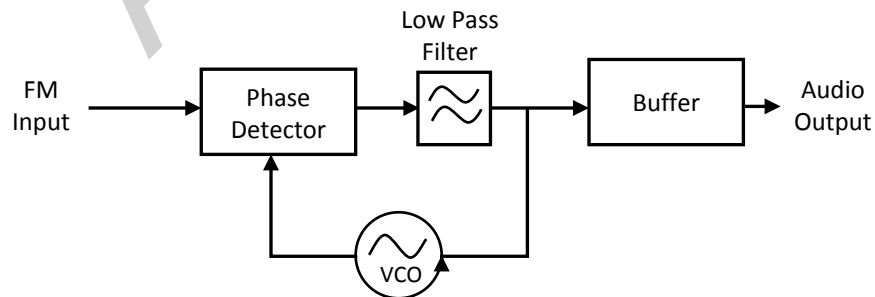 Low Pass
Filter
FM
Input
Phase
Detector
Buffer
Audio
Output
VCO